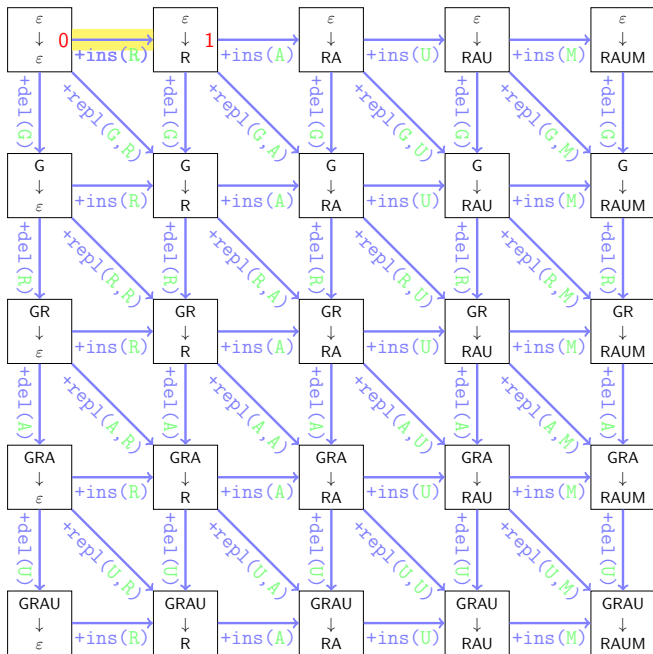 ε ε ε ε ε
↓ 0 ↓ 1 ↓ ↓ ↓
ε +ins(R) R +ins(A) RA +ins(U) RAU +ins(M) RAUM
+del(G) +repl(G,R) +del(G) +repl(G,A) +del(G) +repl(G,U) +del(G) +repl(G,M) +del(G)
G G G G G
↓ ↓ ↓ ↓ ↓
ε +ins(R) R +ins(A) RA +ins(U) RAU +ins(M) RAUM
+del(R) +repl(R,R) +del(R) +repl(R,A) +del(R) +repl(R,U) +del(R) +repl(R,M) +del(R)
GR GR GR GR GR
↓ ↓ ↓ ↓ ↓
ε +ins(R) R +ins(A) RA +ins(U) RAU +ins(M) RAUM
+del(A) +repl(A,R) +del(A) +repl(A,A) +del(A) +repl(A,U) +del(A) +repl(A,M) +del(A)
GRA GRA GRA GRA GRA
↓ ↓ ↓ ↓ ↓
ε +ins(R) R +ins(A) RA +ins(U) RAU +ins(M) RAUM
+del(U) +repl(U,R) +del(U) +repl(U,A) +del(U) +repl(U,U) +del(U) +repl(U,M) +del(U)
GRAU GRAU GRAU GRAU GRAU
↓ ↓ ↓ ↓ ↓
ε +ins(R) R +ins(A) RA +ins(U) RAU +ins(M) RAUM